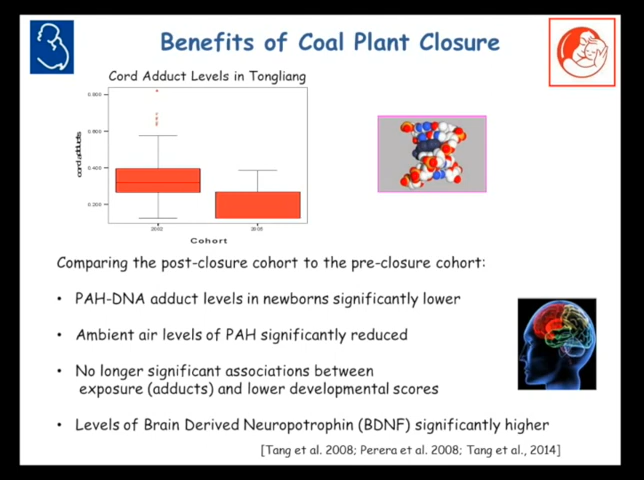 Benefits of Coal Plant Closure
Cord Adduct Levels in Tongliang
0.800
0.600
0.400
0.200
cord adducts
2002
2005
Cohort
Comparing the post-closure cohort to the pre-closure cohort:
• PAH-DNA adduct levels in newborns significantly lower
• Ambient air levels of PAH significantly reduced
• No longer significant associations between
exposure (adducts) and lower developmental scores
• Levels of Brain Derived Neuropotrophin (BDNF) significantly higher
[Tang et al. 2008; Perera et al. 2008; Tang et al., 2014]